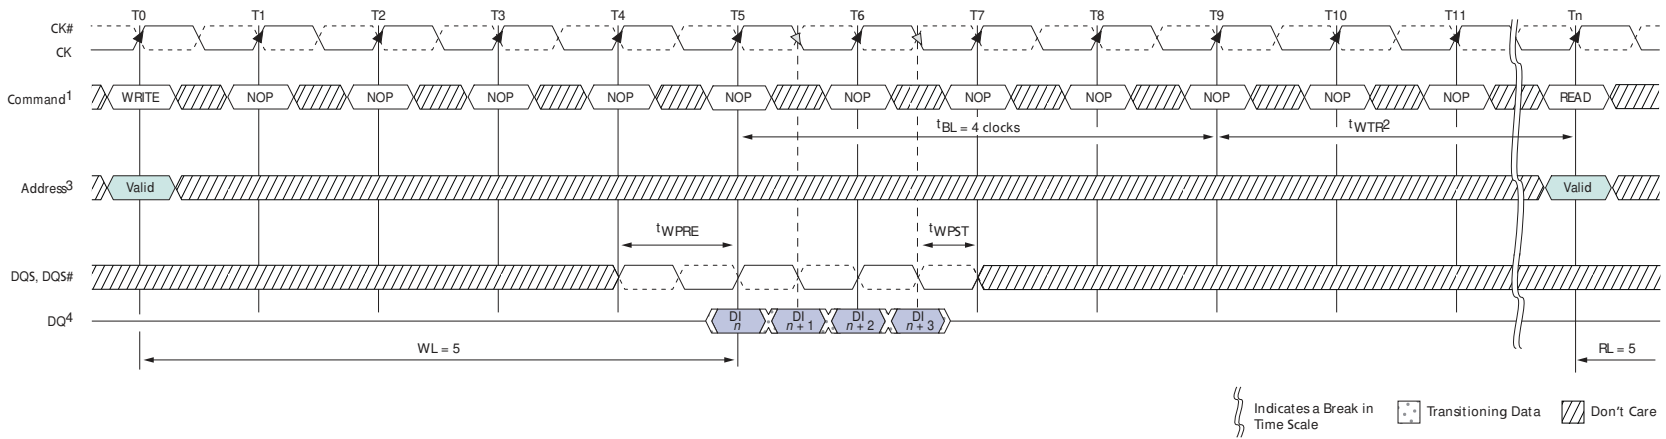 T0 T1 T2 T3 T4 T5 T6 T7 T8 T9 T10 T11 Tn
CK#
CK
Command1 WRITE NOP NOP NOP NOP NOP NOP NOP NOP NOP NOP NOP READ
tBL = 4 clocks tWTR2
Address3 Valid Valid
tWPRE tWPST
DQS, DQS#
DQ4 DI n DI n + 1 DI n + 2 DI n + 3
WL = 5 RL = 5
Indicates a Break in
Time Scale
Transitioning Data
Don't Care